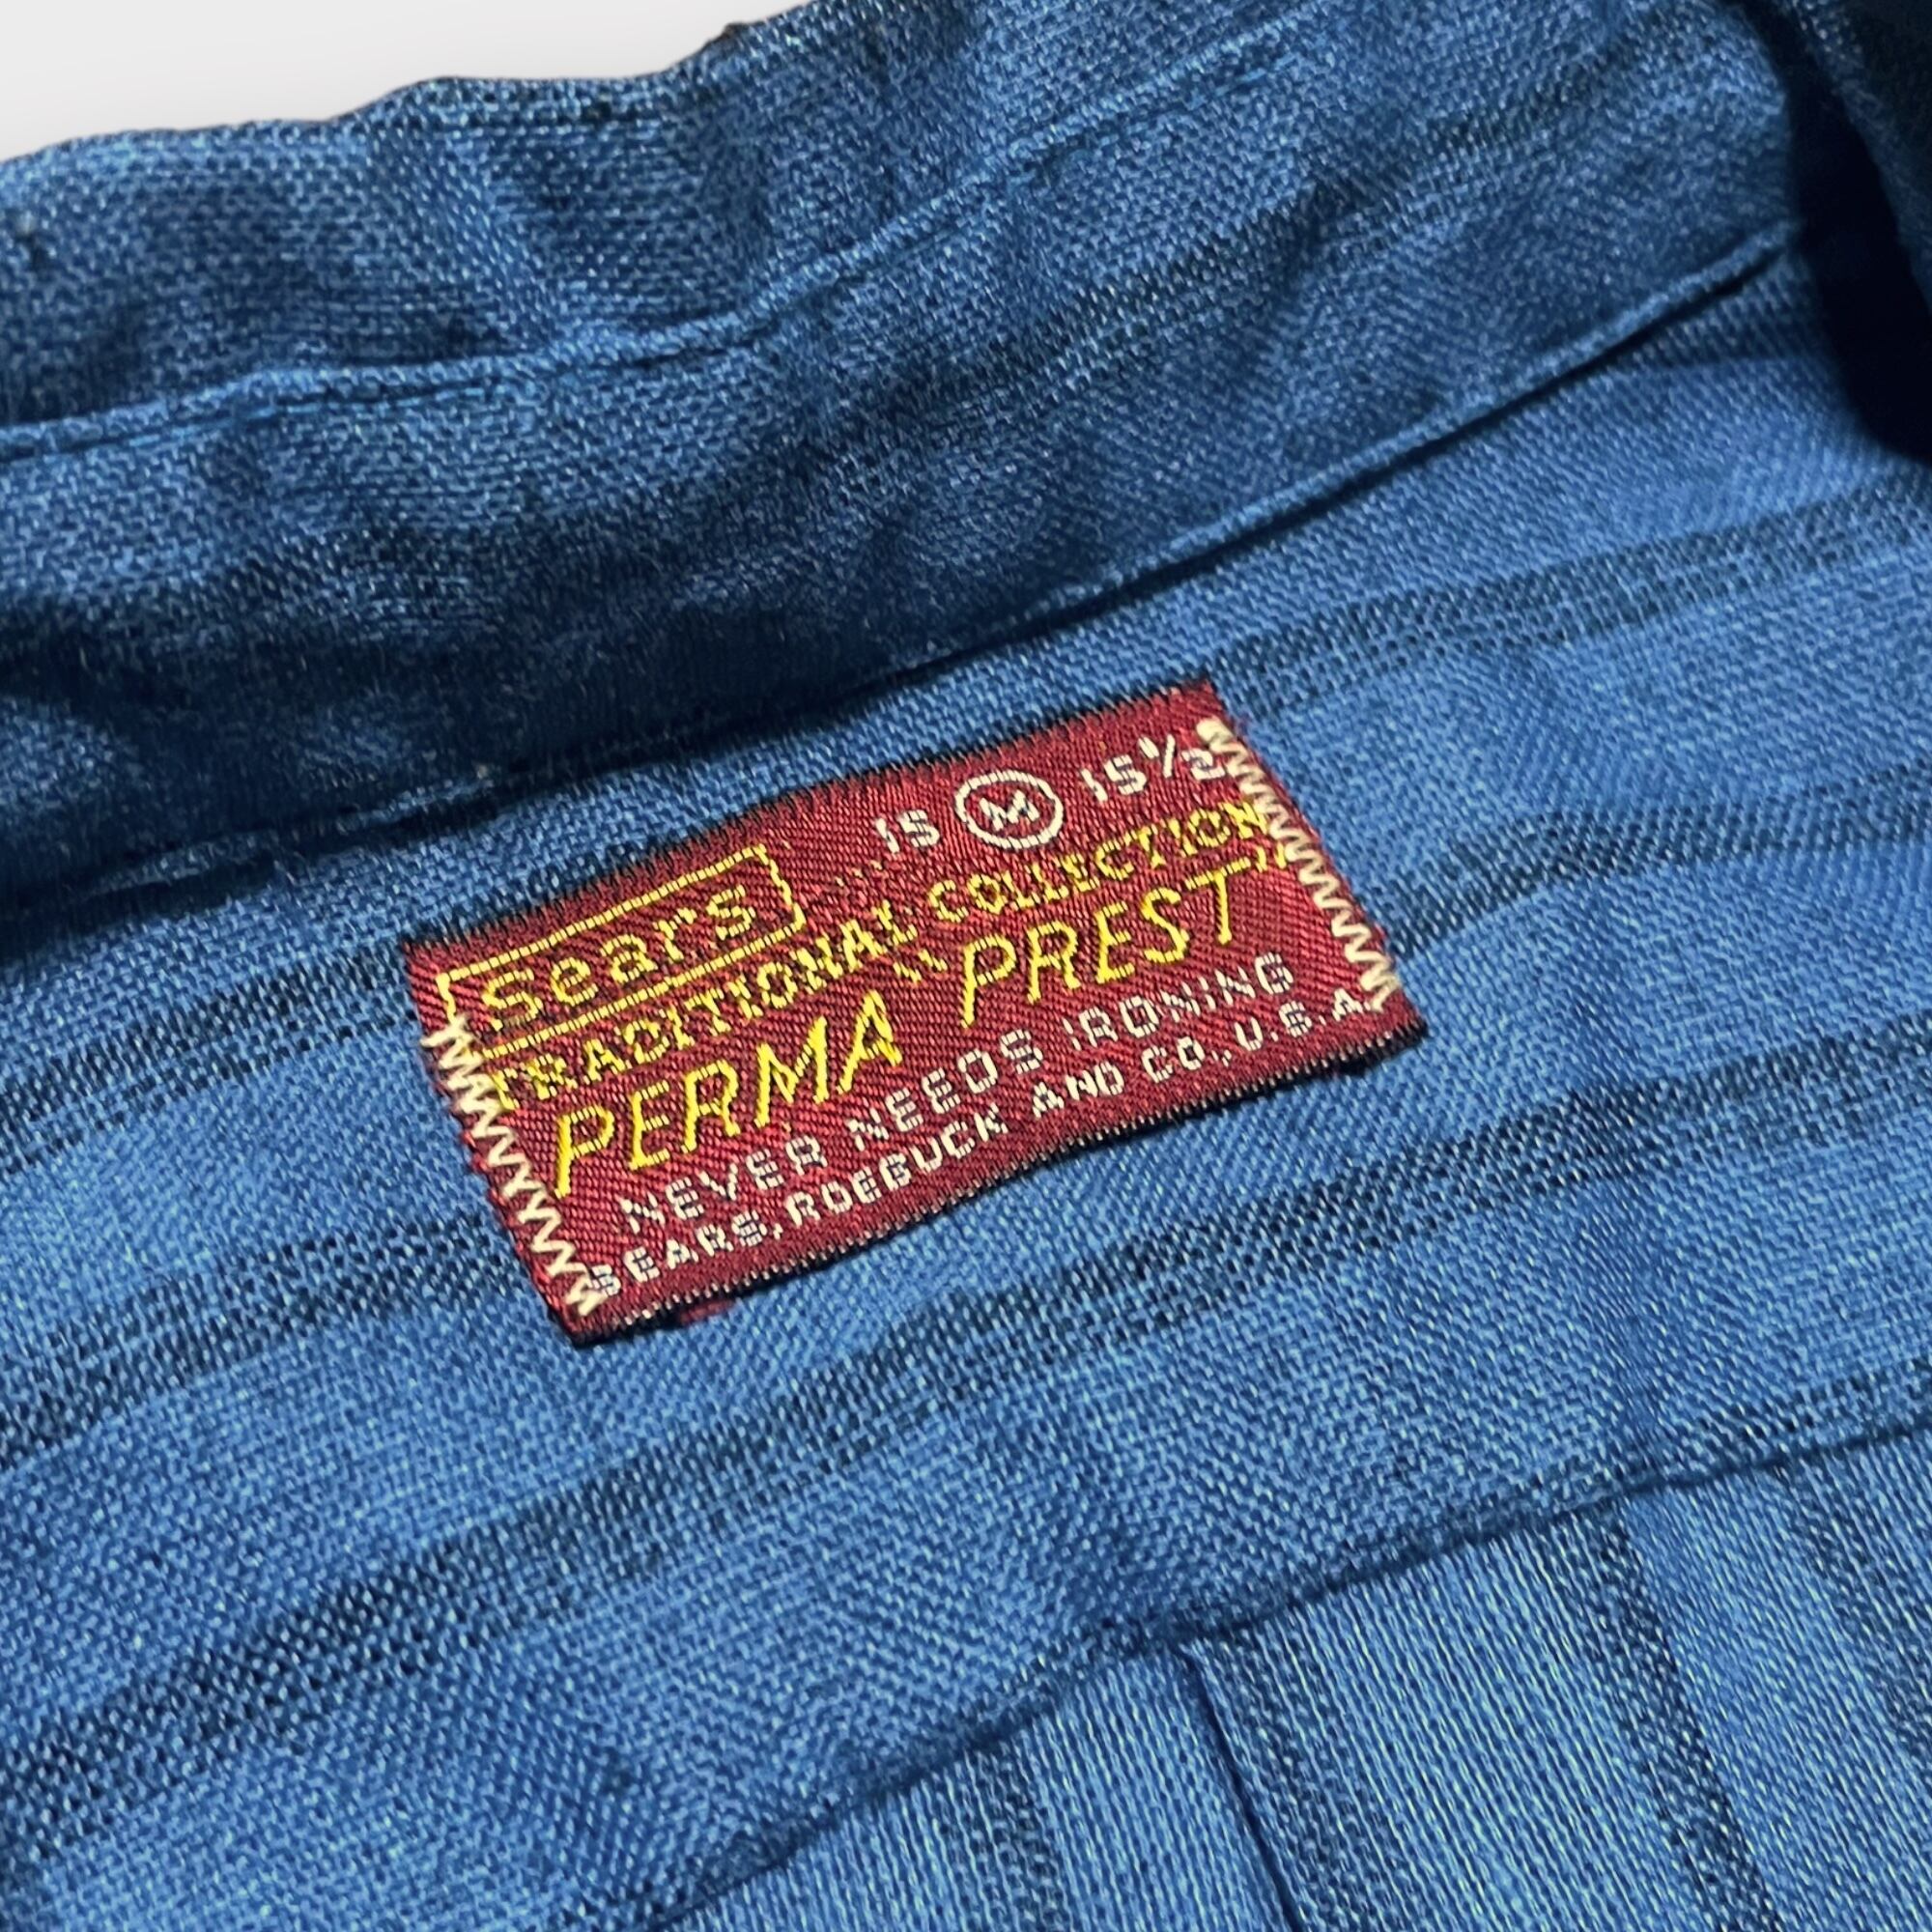 15 M 15½
Sears
TRADITIONAL COLLECTION
PERMA "PREST"
NEVER NEEDS IRONING
SEARS, ROEBUCK AND CO., U.S.A.